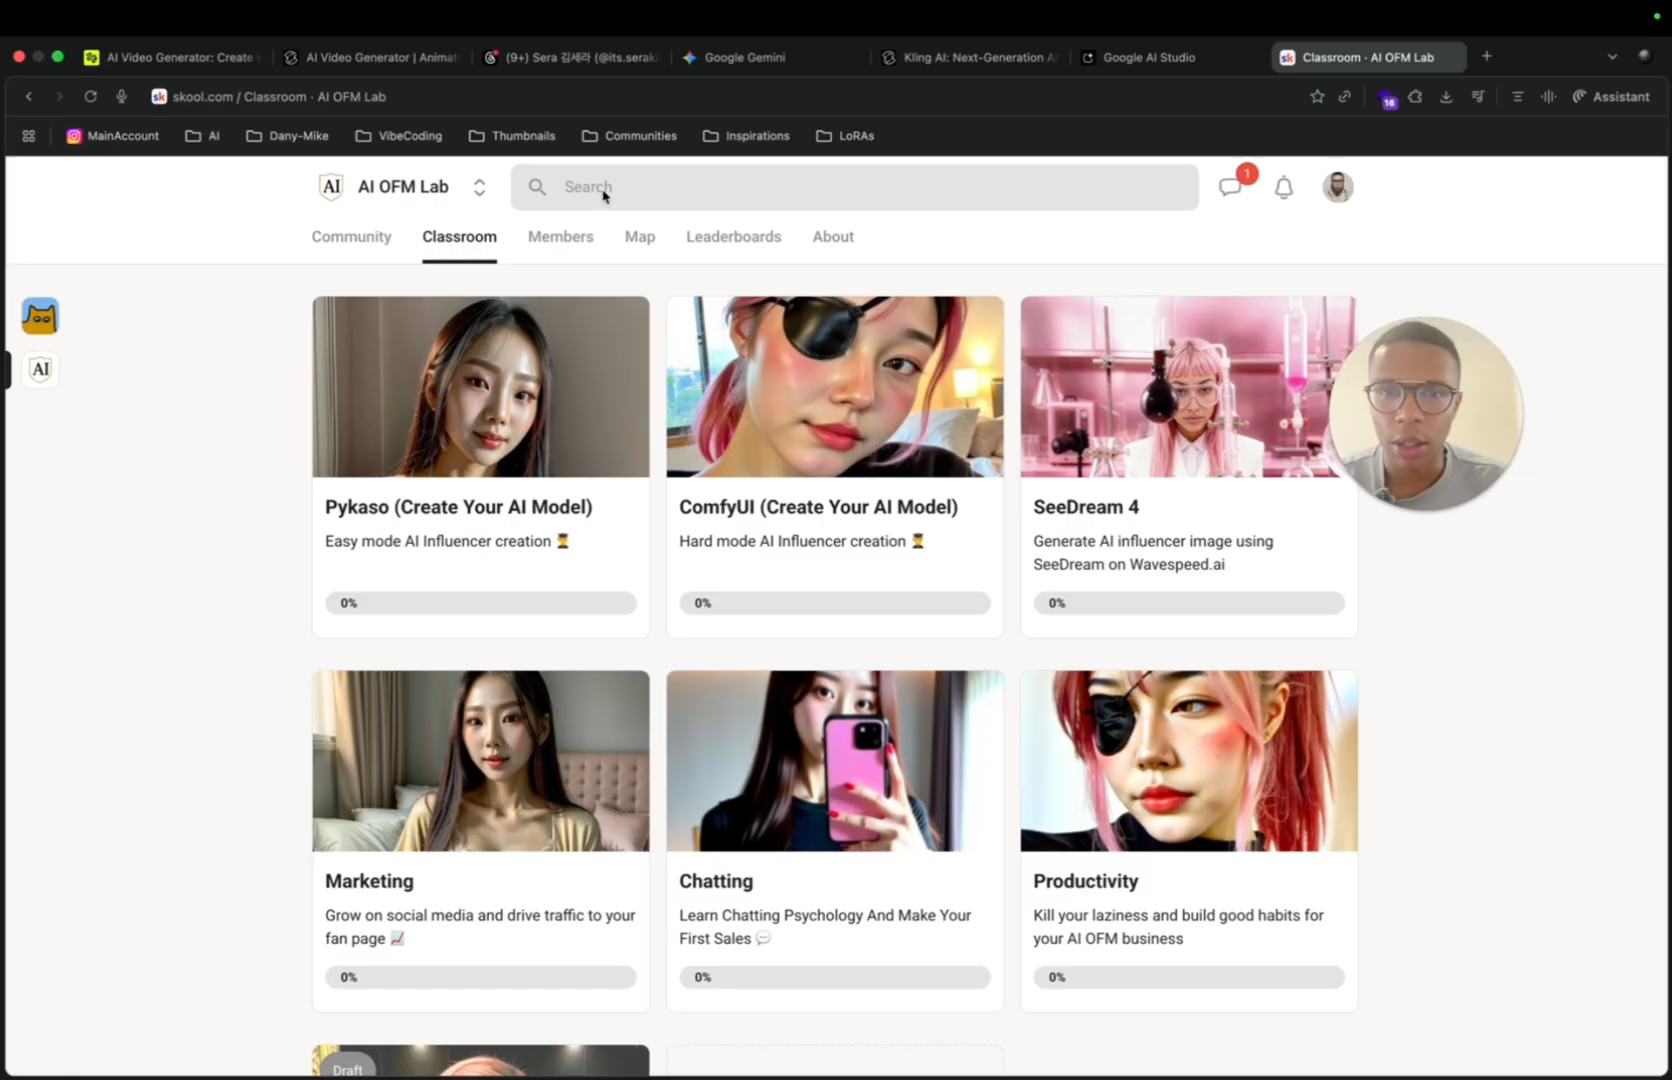 AI Video Generator: Create
AI Video Generator | Animat
(9+) Sera 김세라 (@its.seraki
Google Gemini
Kling AI: Next-Generation A
Google AI Studio
sk Classroom · AI OFM Lab
sk skool.com / Classroom · AI OFM Lab
16
Assistant
MainAccount
AI
Dany-Mike
VibeCoding
Thumbnails
Communities
Inspirations
LoRAs
AI AI OFM Lab
Search
1
Community
Classroom
Members
Map
Leaderboards
About
AI
Pykaso (Create Your AI Model)
Easy mode AI Influencer creation
0%
ComfyUI (Create Your AI Model)
Hard mode AI Influencer creation
0%
SeeDream 4
Generate AI influencer image using
SeeDream on Wavespeed.ai
0%
Marketing
Grow on social media and drive traffic to your
fan page
0%
Chatting
Learn Chatting Psychology And Make Your
First Sales
0%
Productivity
Kill your laziness and build good habits for
your AI OFM business
0%
Draft